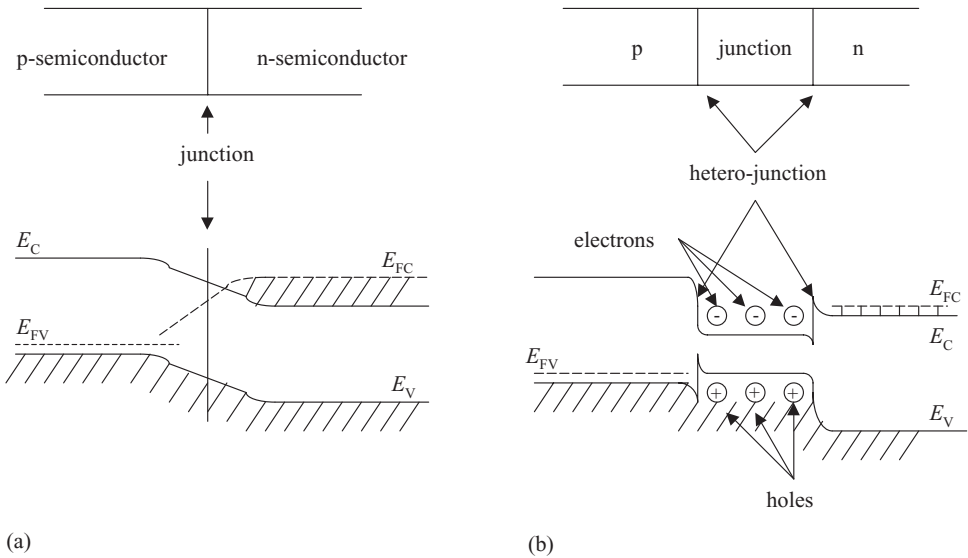 p-semiconductor
n-semiconductor
junction
E_C
E_FC
E_FV
E_V
(a)
p
junction
n
hetero-junction
electrons
E_FC
- - -
E_C
E_FV
+ + +
E_V
holes
(b)